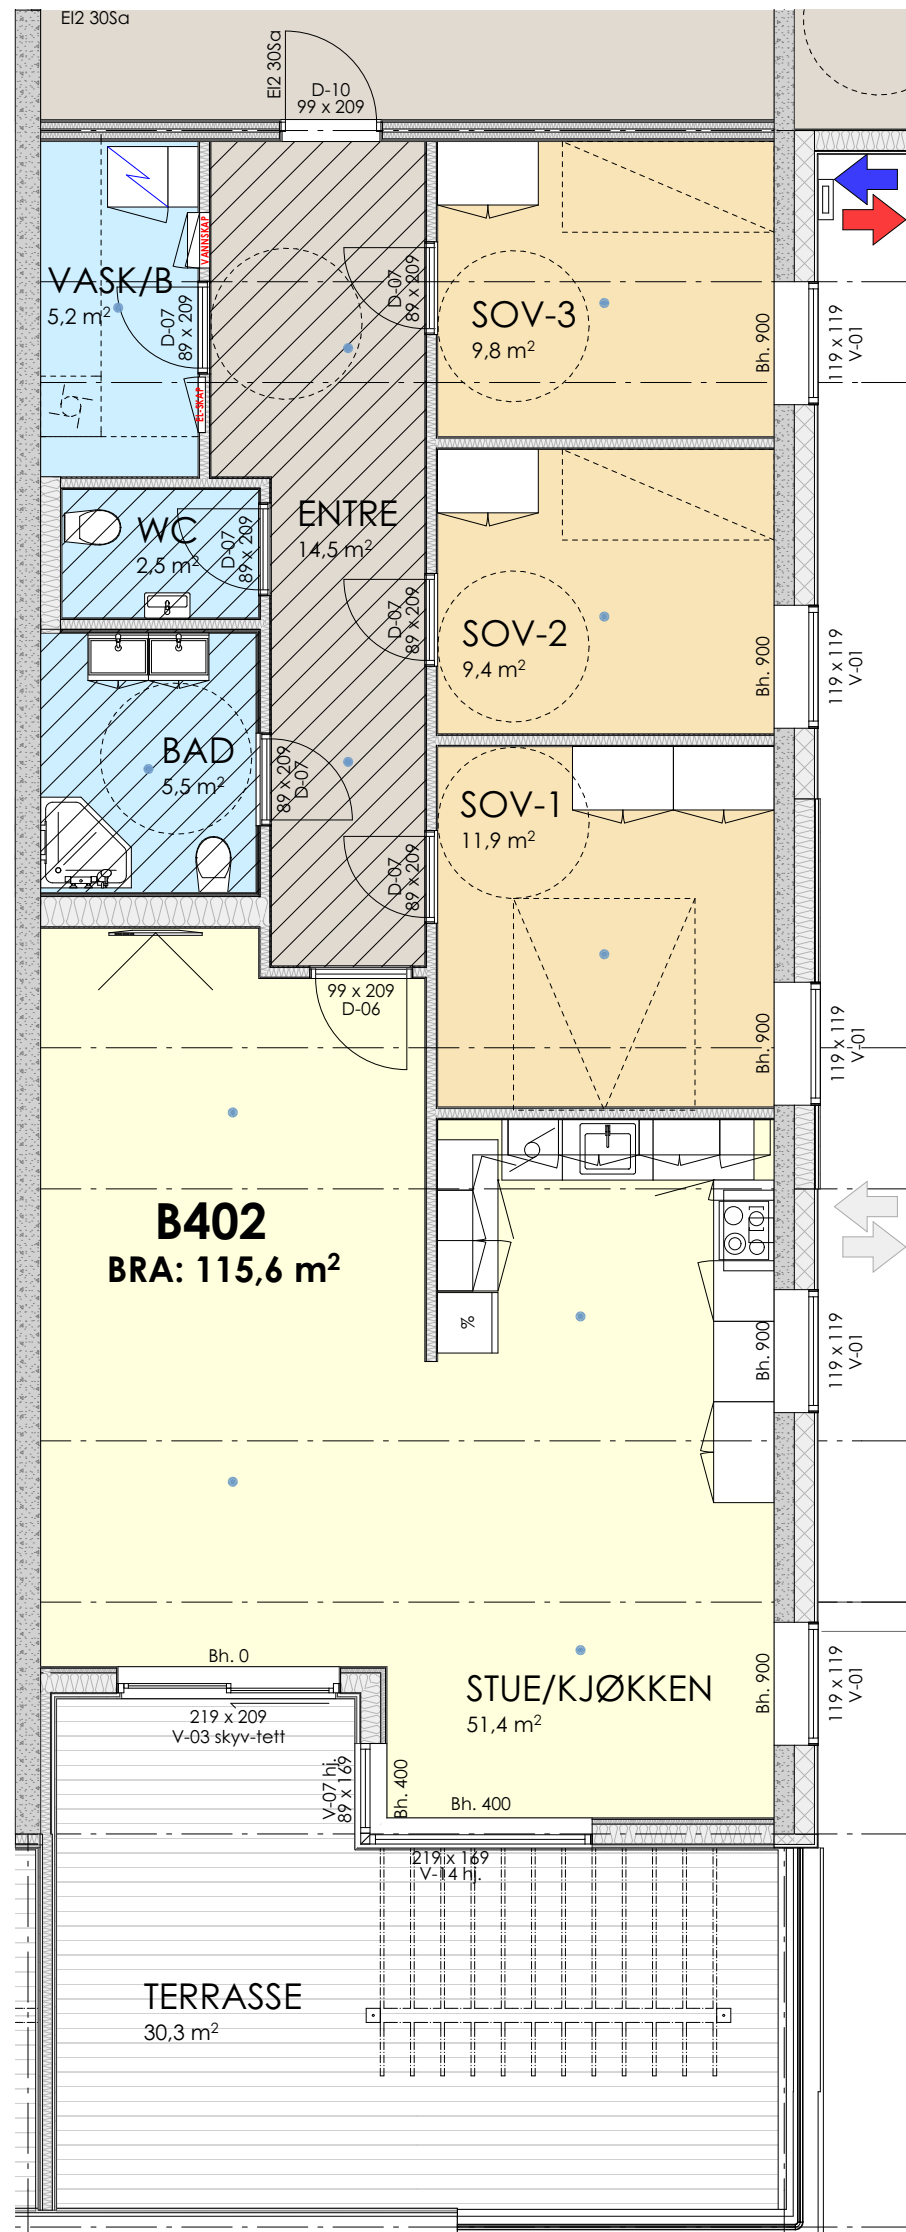 EI2 30Sa
EI2 30Sa
D-10
99 x 209
VASK/B
5,2 m²
D-07
89 x 209
VANNSKAP
EL-SKAP
D-07
89 x 209
SOV-3
9,8 m²
Bh. 900
119 x 119
V-01
WC
2,5 m²
D-07
89 x 209
ENTRE
14,5 m²
D-07
89 x 209
SOV-2
9,4 m²
Bh. 900
119 x 119
V-01
BAD
5,5 m²
89 x 209
D-07
D-07
89 x 209
SOV-1
11,9 m²
Bh. 900
119 x 119
V-01
99 x 209
D-06
B402
BRA: 115,6 m²
%
Bh. 900
119 x 119
V-01
Bh. 0
219 x 209
V-03 skyv-tett
STUE/KJØKKEN
51,4 m²
Bh. 900
119 x 119
V-01
V-07 hj.
89 x 169
Bh. 400
Bh. 400
219 x 169
V-14 hj.
TERRASSE
30,3 m²